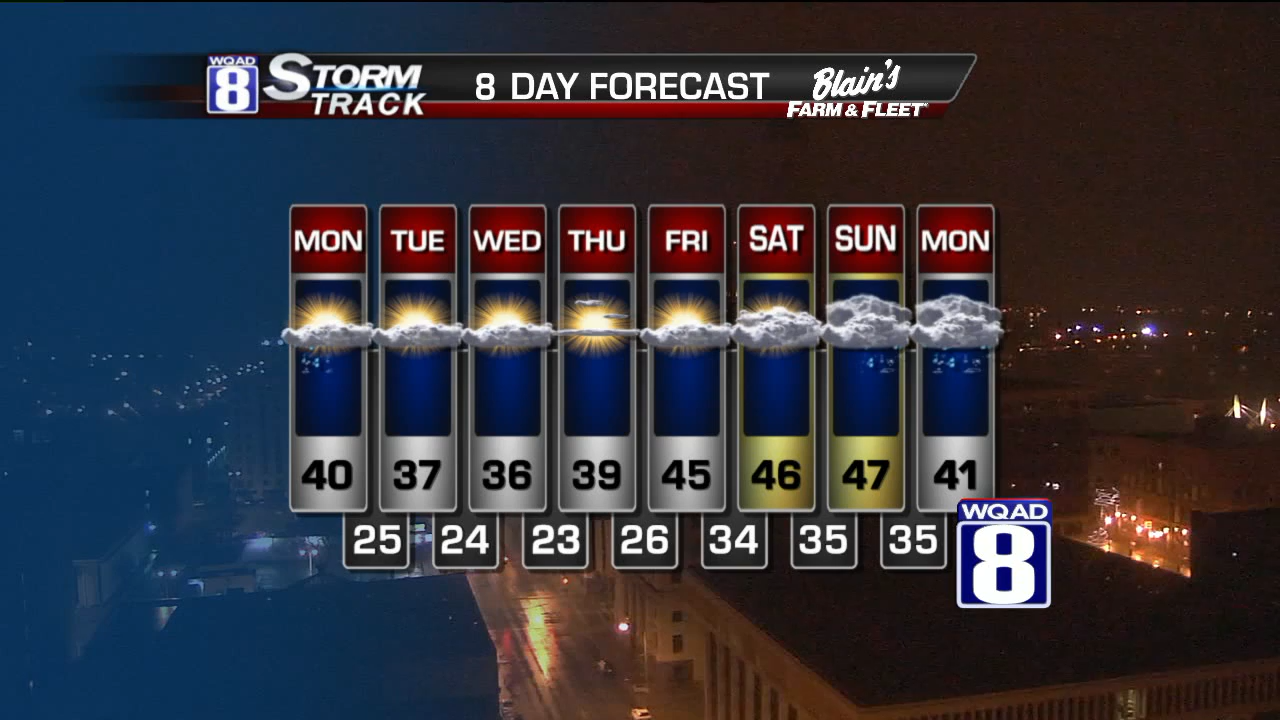 WQAD
8
STORM
TRACK
8 DAY FORECAST
Blain's
FARM & FLEET
MON TUE WED THU FRI SAT SUN MON
40 37 36 39 45 46 47 41
25 24 23 26 34 35 35
WQAD
8